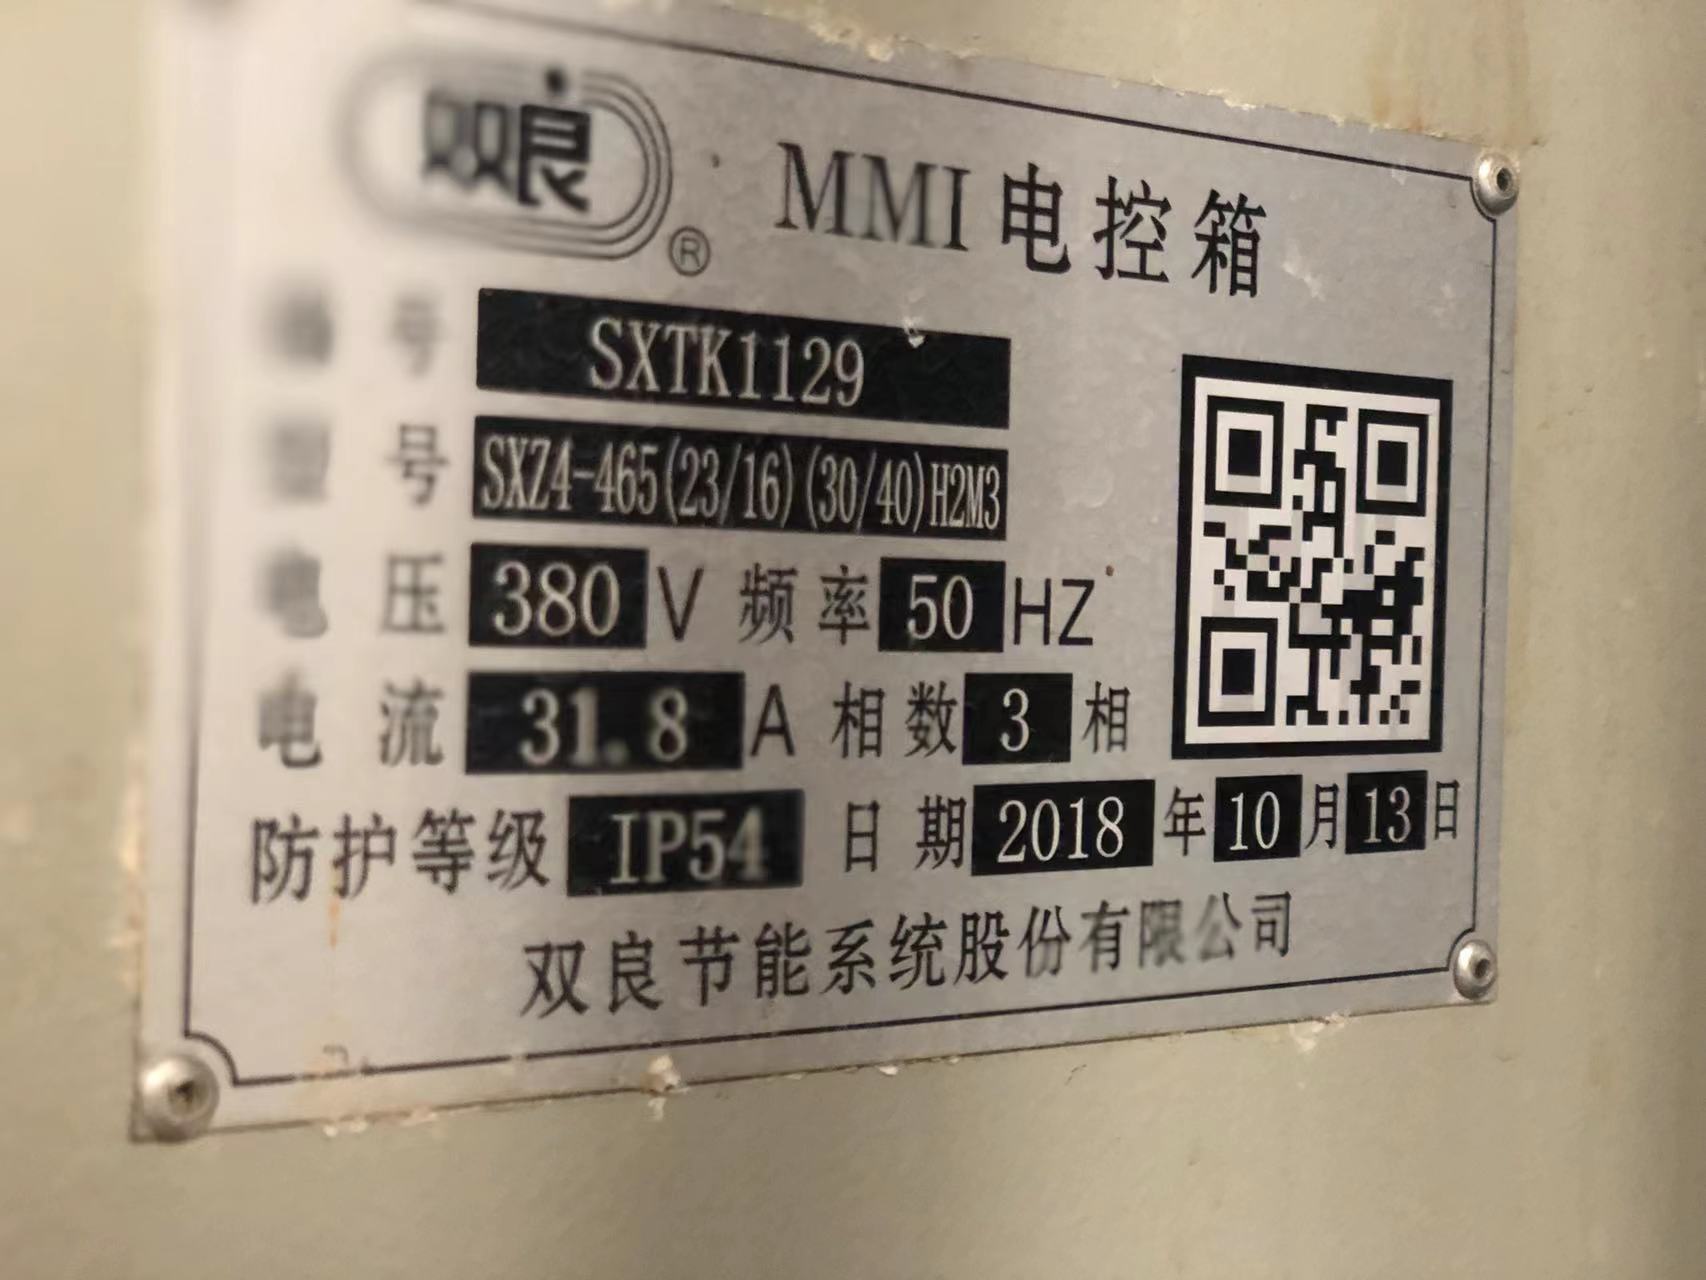 双良® MMI电控箱
编号 SXTK1129
型号 SXZ4-465(23/16)(30/40)H2M3
电压 380 V 频率 50 HZ
电流 31.8 A 相数 3 相
防护等级 IP54 日期 2018 年 10 月 13 日
双良节能系统股份有限公司